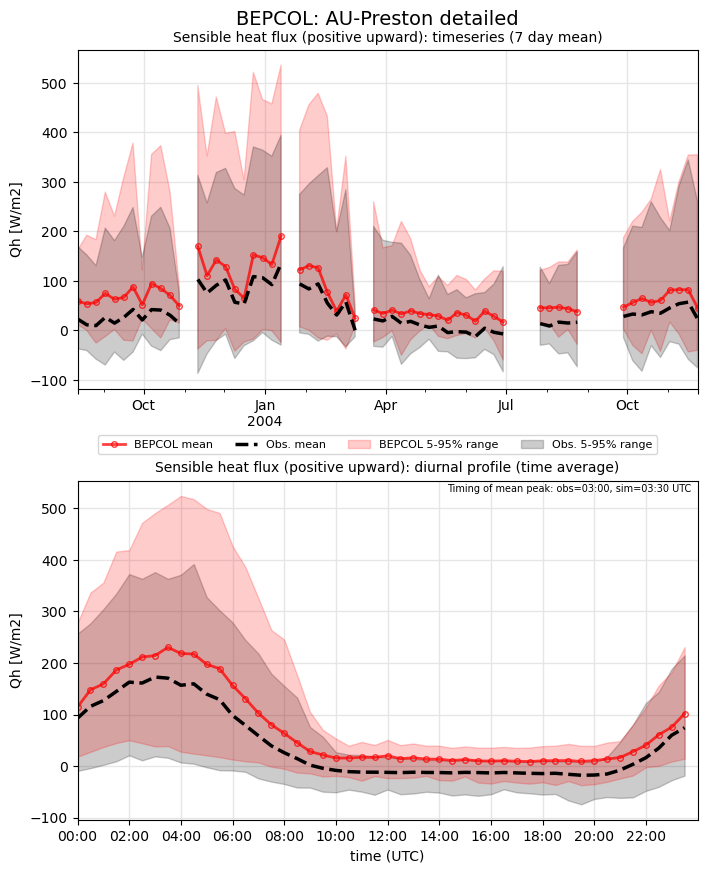 BEPCOL: AU-Preston detailed
Sensible heat flux (positive upward): timeseries (7 day mean)
Qh [W/m2]
500
400
300
200
100
0
−100
Oct
Jan
2004
Apr
Jul
Oct
BEPCOL mean
Obs. mean
BEPCOL 5-95% range
Obs. 5-95% range
Sensible heat flux (positive upward): diurnal profile (time average)
Timing of mean peak: obs=03:00, sim=03:30 UTC
Qh [W/m2]
500
400
300
200
100
0
−100
00:00
02:00
04:00
06:00
08:00
10:00
12:00
14:00
16:00
18:00
20:00
22:00
time (UTC)